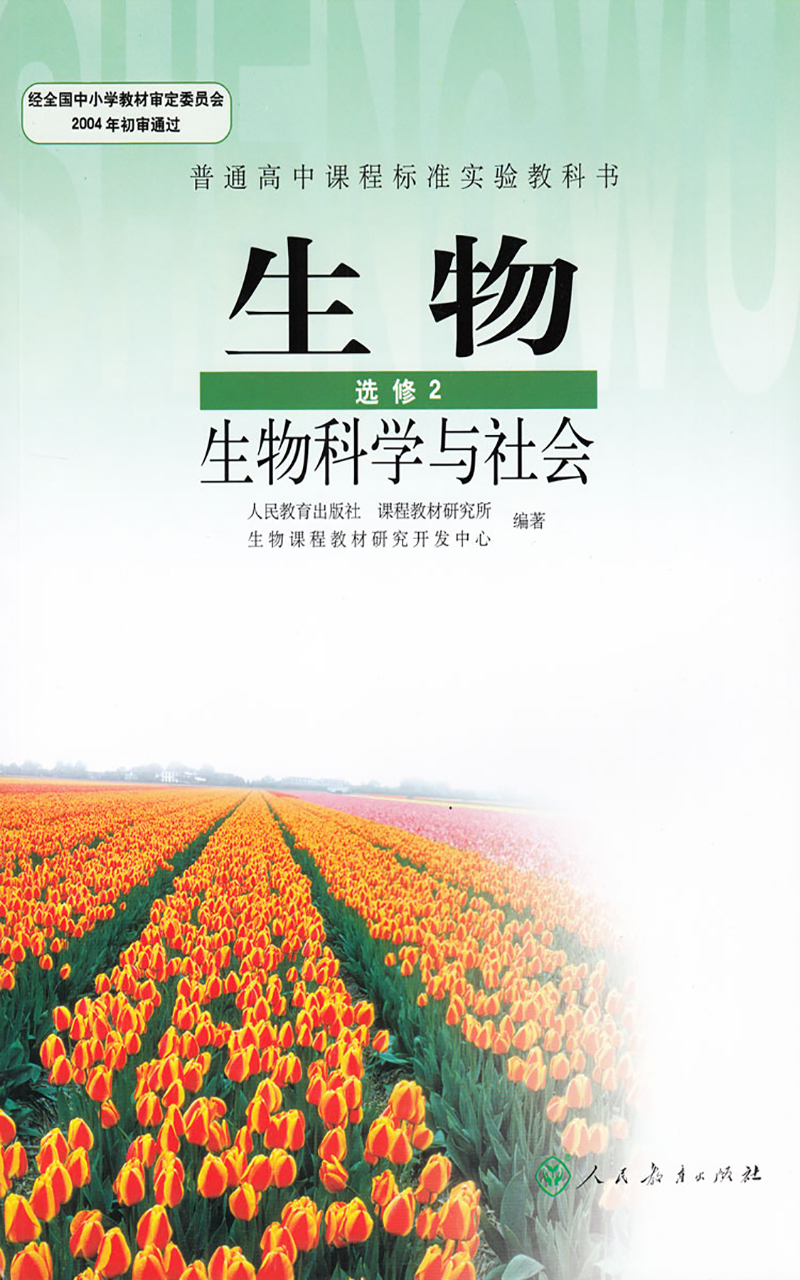 SHENGWU
经全国中小学教材审定委员会
2004年初审通过
普通高中课程标准实验教科书
生物
选修2
生物科学与社会
人民教育出版社 课程教材研究所
生物课程教材研究开发中心
编著
人民教育出版社